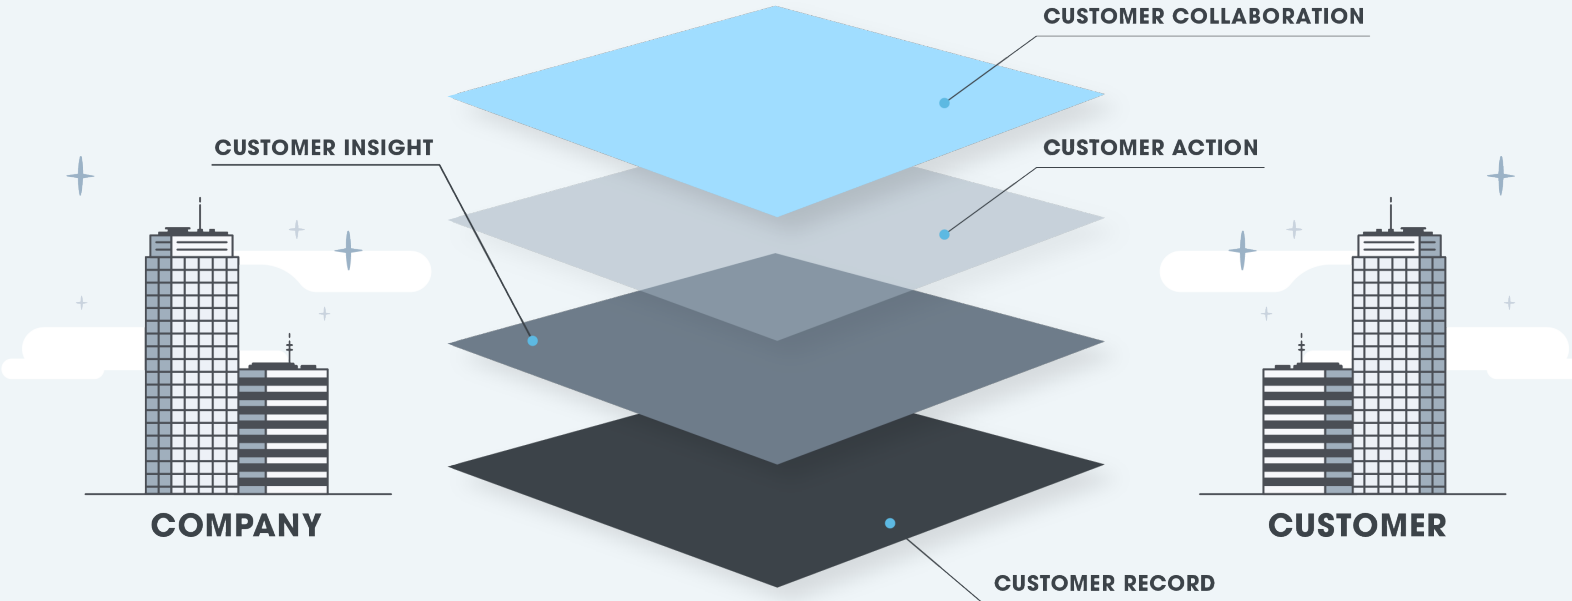 CUSTOMER COLLABORATION
CUSTOMER INSIGHT
CUSTOMER ACTION
COMPANY
CUSTOMER
CUSTOMER RECORD